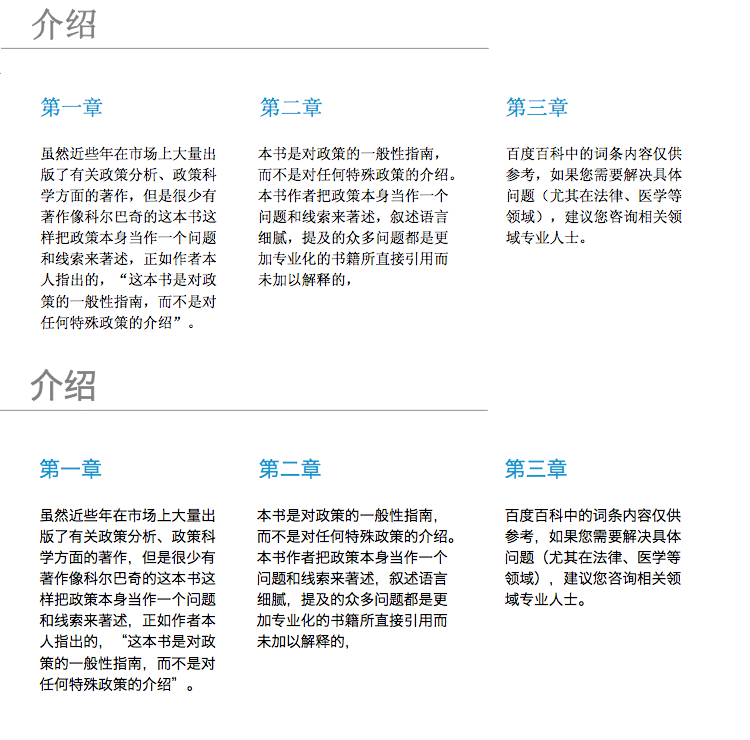 介绍
第一章
虽然近些年在市场上大量出
版了有关政策分析、政策科
学方面的著作，但是很少有
著作像科尔巴奇的这本书这
样把政策本身当作一个问题
和线索来著述，正如作者本
人指出的，“这本书是对政
策的一般性指南，而不是对
任何特殊政策的介绍”。
第二章
本书是对政策的一般性指南，
而不是对任何特殊政策的介绍。
本书作者把政策本身当作一个
问题和线索来著述，叙述语言
细腻，提及的众多问题都是更
加专业化的书籍所直接引用而
未加以解释的，
第三章
百度百科中的词条内容仅供
参考，如果您需要解决具体
问题（尤其在法律、医学等
领域），建议您咨询相关领
域专业人士。
介绍
第一章
虽然近些年在市场上大量出
版了有关政策分析、政策科
学方面的著作，但是很少有
著作像科尔巴奇的这本书这
样把政策本身当作一个问题
和线索来著述，正如作者本
人指出的，“这本书是对政
策的一般性指南，而不是对
任何特殊政策的介绍”。
第二章
本书是对政策的一般性指南，
而不是对任何特殊政策的介绍。
本书作者把政策本身当作一个
问题和线索来著述，叙述语言
细腻，提及的众多问题都是更
加专业化的书籍所直接引用而
未加以解释的，
第三章
百度百科中的词条内容仅供
参考，如果您需要解决具体
问题（尤其在法律、医学等
领域），建议您咨询相关领
域专业人士。